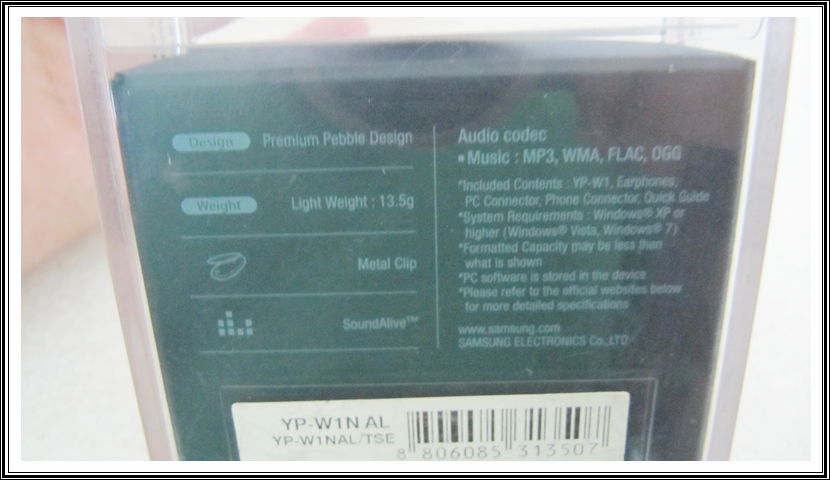 Design Premium Pebble Design
Weight Light Weight : 13.5g
Metal Clip
SoundAlive™
Audio codec
• Music : MP3, WMA, FLAC, OGG
*Included Contents : YP-W1, Earphones,
PC Connector, Phone Connector, Quick Guide
*System Requirements : Windows® XP or
higher (Windows® Vista, Windows® 7)
*Formatted Capacity may be less than
what is shown
*PC software is stored in the device
*Please refer to the official websites below
for more detailed specifications
www.samsung.com
SAMSUNG ELECTRONICS Co.,LTD
YP-W1N AL
YP-W1NAL/TSE
8 806085 313507